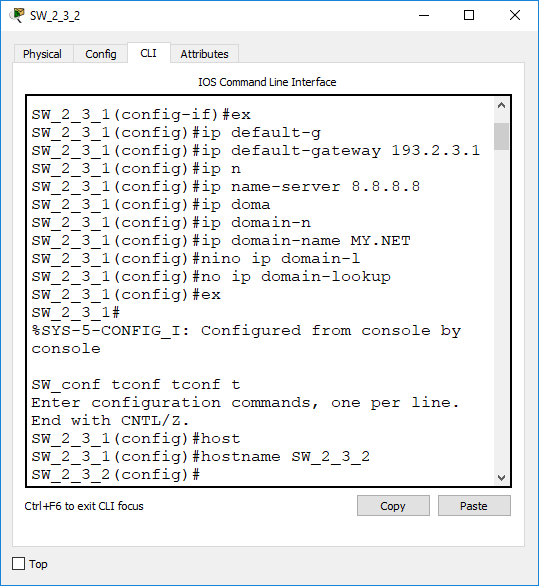 SW_2_3_2
Physical Config CLI Attributes
IOS Command Line Interface
SW_2_3_1(config-if)#ex
SW_2_3_1(config)#ip default-g
SW_2_3_1(config)#ip default-gateway 193.2.3.1
SW_2_3_1(config)#ip n
SW_2_3_1(config)#ip name-server 8.8.8.8
SW_2_3_1(config)#ip doma
SW_2_3_1(config)#ip domain-n
SW_2_3_1(config)#ip domain-name MY.NET
SW_2_3_1(config)#nino ip domain-l
SW_2_3_1(config)#no ip domain-lookup
SW_2_3_1(config)#ex
SW_2_3_1#
%SYS-5-CONFIG_I: Configured from console by
console
SW_conf tconf tconf t
Enter configuration commands, one per line.
End with CNTL/Z.
SW_2_3_1(config)#host
SW_2_3_1(config)#hostname SW_2_3_2
SW_2_3_2(config)#
Ctrl+F6 to exit CLI focus Copy Paste
Top